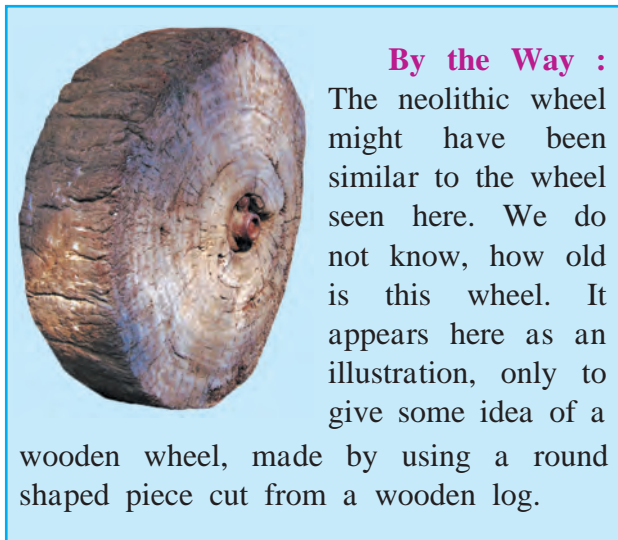 By the Way :
The neolithic wheel
might have been
similar to the wheel
seen here. We do
not know, how old
is this wheel. It
appears here as an
illustration, only to
give some idea of a
wooden wheel, made by using a round
shaped piece cut from a wooden log.